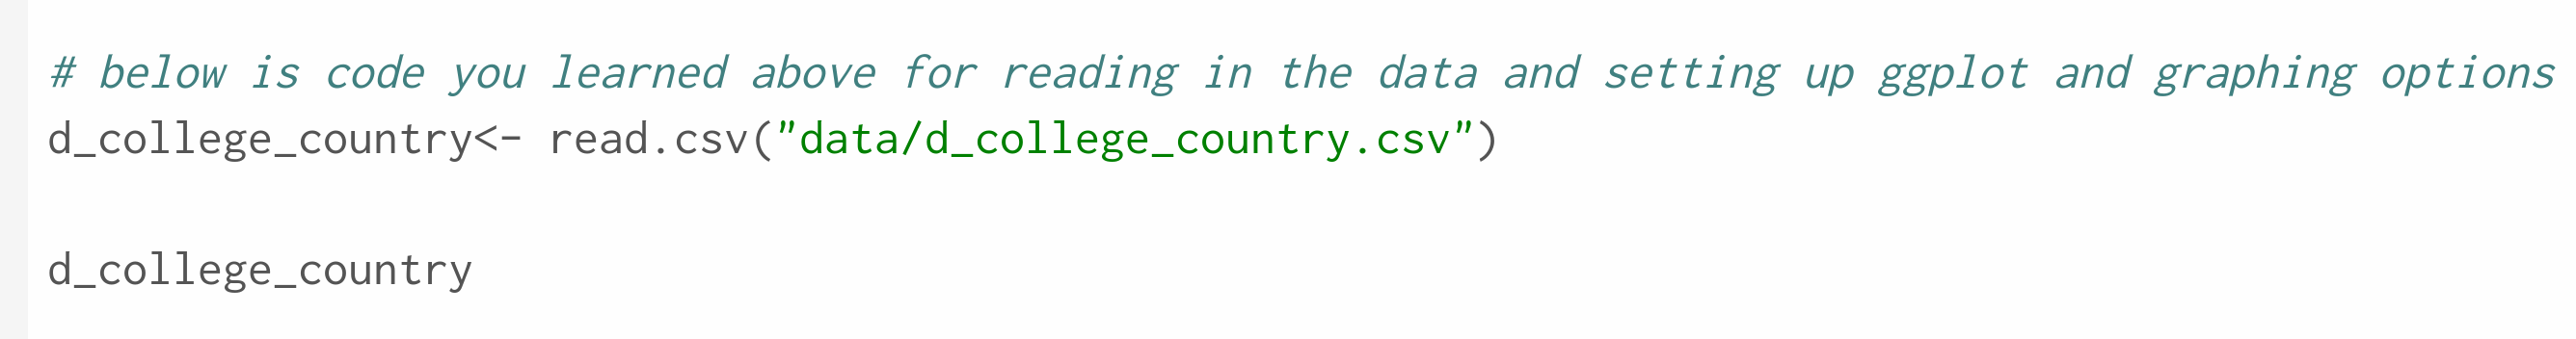 # below is code you learned above for reading in the data and setting up ggplot and graphing options
d_college_country<- read.csv("data/d_college_country.csv")
d_college_country